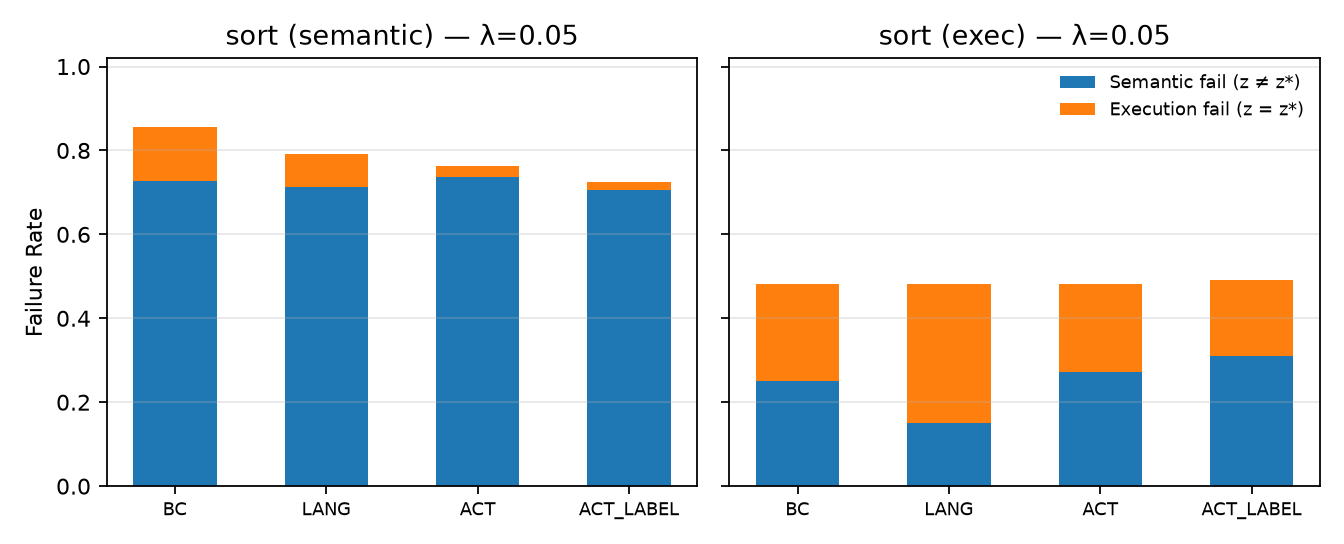 sort (semantic) — λ=0.05
Failure Rate
1.0
0.8
0.6
0.4
0.2
0.0
BC LANG ACT ACT_LABEL
sort (exec) — λ=0.05
Semantic fail (z ≠ z*)
Execution fail (z = z*)
BC LANG ACT ACT_LABEL